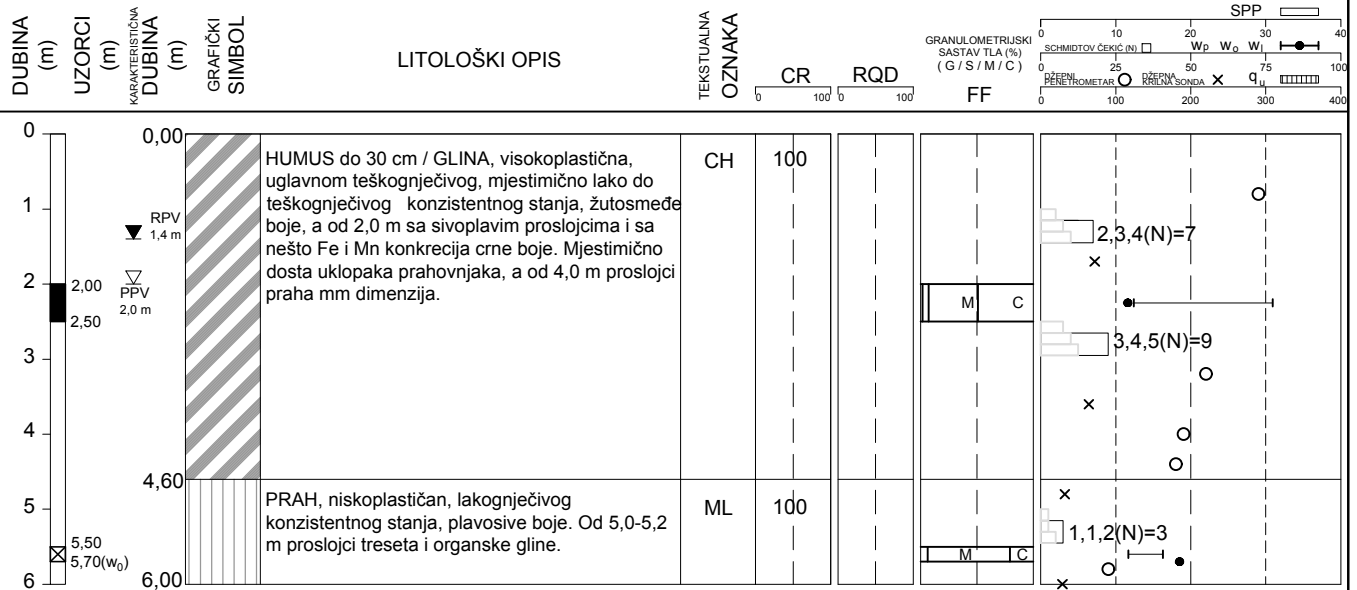 DUBINA
(m)
UZORCI
(m)
KARAKTERISTIČNA
DUBINA
(m)
GRAFIČKI
SIMBOL
LITOLOŠKI OPIS
TEKSTUALNA
OZNAKA
CR
0 100
RQD
0 100
GRANULOMETRIJSKI
SASTAV TLA (%)
( G / S / M / C )
FF
SPP
0 10 20 30 40
SCHMIDTOV ČEKIĆ (N) wP wo wl
0 25 50 75 100
DŽEPNI
PENETROMETAR
DŽEPNA
KRILNA SONDA
qu
0 100 200 300 400
0
1
2
3
4
5
6
2,00
2,50
5,50
5,70(w0)
RPV
1,4 m
PPV
2,0 m
0,00
4,60
6,00
HUMUS do 30 cm / GLINA, visokoplastična,
uglavnom teškognječivog, mjestimično lako do
teškognječivog konzistentnog stanja, žutosmeđe
boje, a od 2,0 m sa sivoplavim proslojcima i sa
nešto Fe i Mn konkrecija crne boje. Mjestimično
dosta uklopaka prahovnjaka, a od 4,0 m proslojci
praha mm dimenzija.
CH
100
M C
2,3,4(N)=7
3,4,5(N)=9
PRAH, niskoplastičan, lakognječivog
konzistentnog stanja, plavosive boje. Od 5,0-5,2
m proslojci treseta i organske gline.
ML
100
M C
1,1,2(N)=3